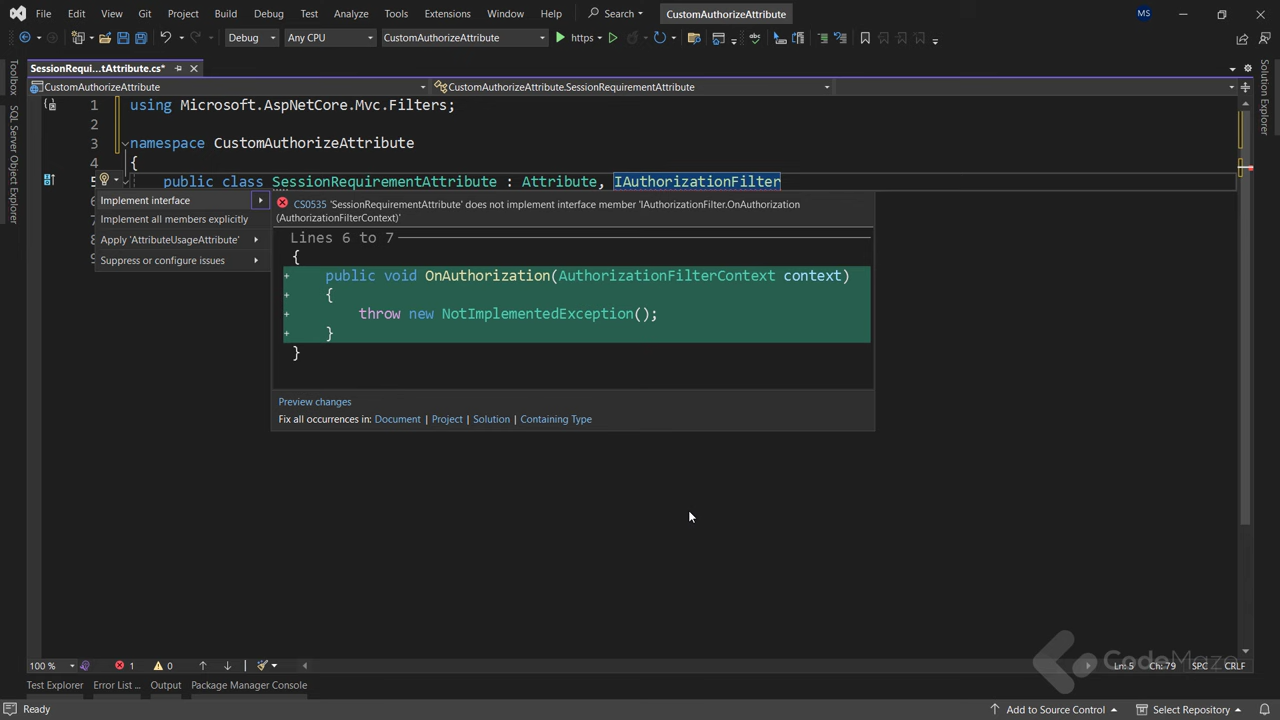 File Edit View Git Project Build Debug Test Analyze Tools Extensions Window Help Search CustomAuthorizeAttribute MS
Debug Any CPU CustomAuthorizeAttribute https
SessionRequi...tAttribute.cs*
CustomAuthorizeAttribute CustomAuthorizeAttribute.SessionRequirementAttribute
Toolbox
SQL Server Object Explorer
Solution Explorer
1 using Microsoft.AspNetCore.Mvc.Filters;
2
3 namespace CustomAuthorizeAttribute
4 {
5 public class SessionRequirementAttribute : Attribute, IAuthorizationFilter
Implement interface
Implement all members explicitly
Apply 'AttributeUsageAttribute'
Suppress or configure issues
CS0535 'SessionRequirementAttribute' does not implement interface member 'IAuthorizationFilter.OnAuthorization
(AuthorizationFilterContext)'
Lines 6 to 7
{
+ public void OnAuthorization(AuthorizationFilterContext context)
+ {
+ throw new NotImplementedException();
+ }
}
Preview changes
Fix all occurrences in: Document | Project | Solution | Containing Type
100 % 1 0 Ln: 5 Ch: 79 SPC CRLF
CodeMaze
Test Explorer Error List ... Output Package Manager Console
Ready Add to Source Control Select Repository